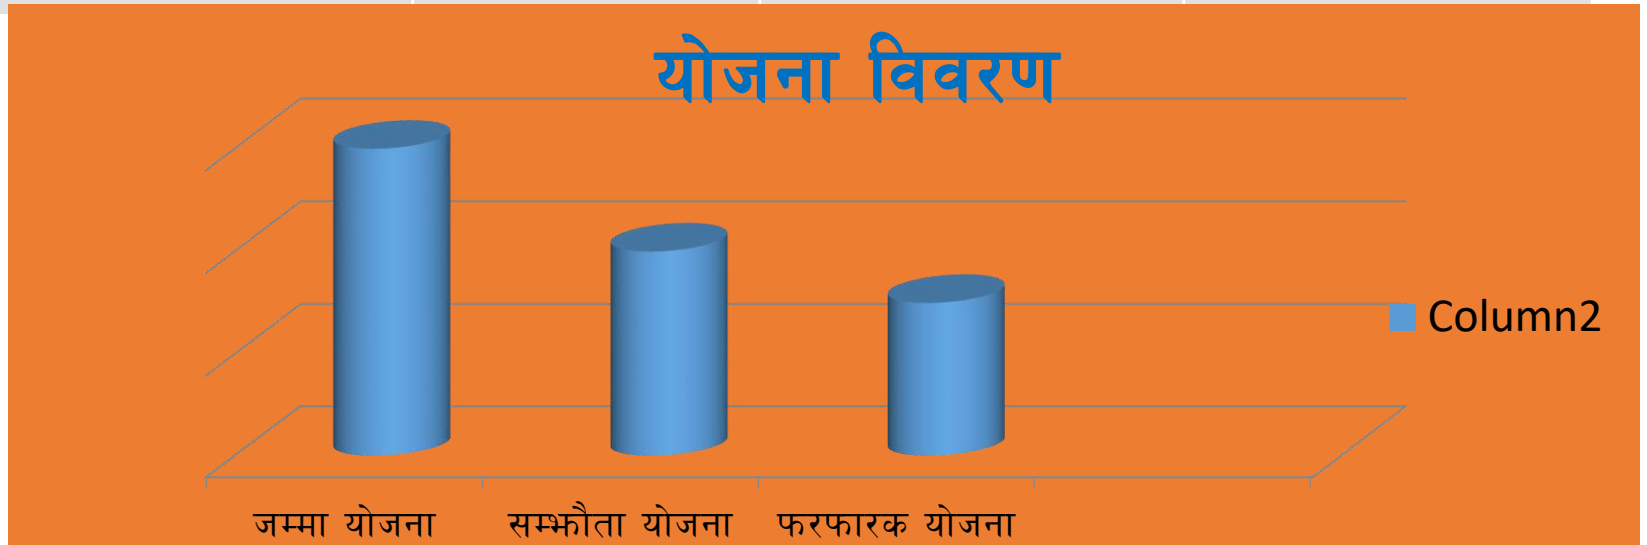 योजना विवरण
Column2
जम्मा योजना
सम्झौता योजना
फरफारक योजना